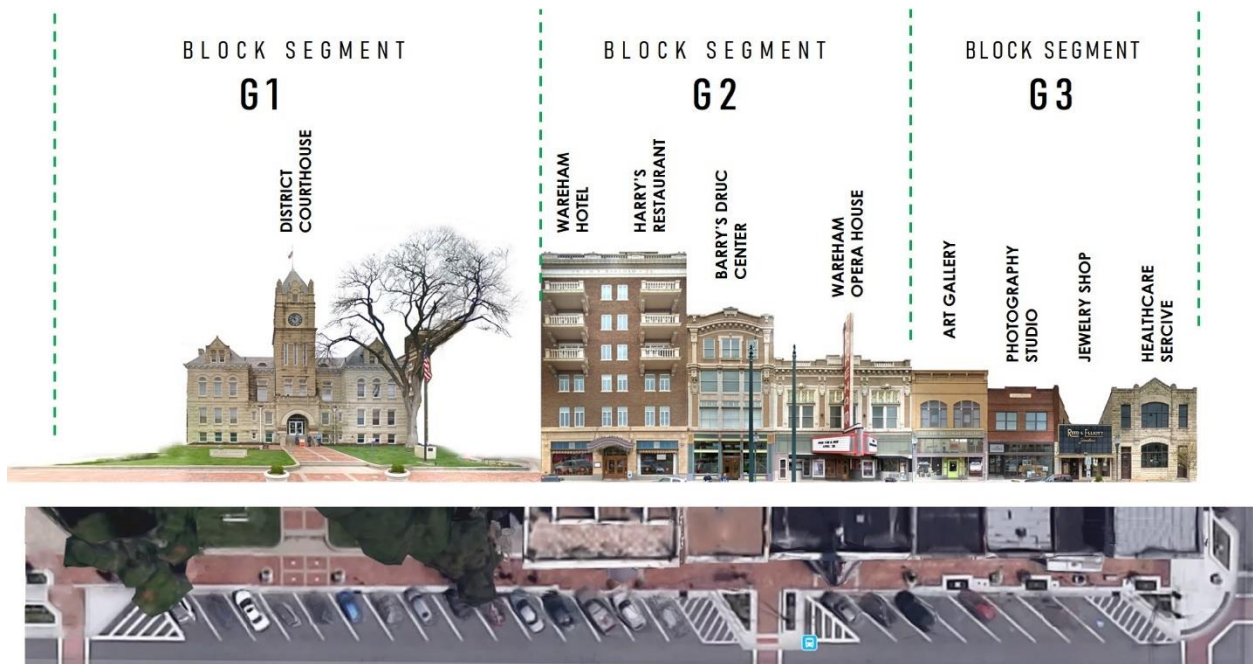 BLOCK SEGMENT
G1
BLOCK SEGMENT
G2
BLOCK SEGMENT
G3
DISTRICT
COURTHOUSE
WAREHAM
HOTEL
HARRY'S
RESTAURANT
BARRY'S DRUC
CENTER
WAREHAM
OPERA HOUSE
ART GALLERY
PHOTOGRAPHY
STUDIO
JEWELRY SHOP
HEALTHCARE
SERCIVE